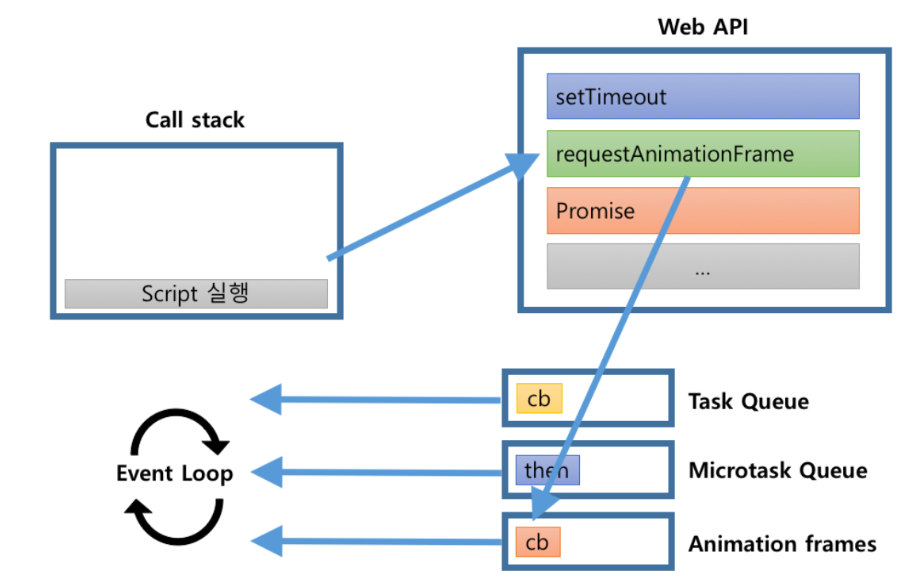 Web API
setTimeout
Call stack
requestAnimationFrame
Promise
...
Script 실행
cb
Task Queue
Event Loop
then
Microtask Queue
cb
Animation frames